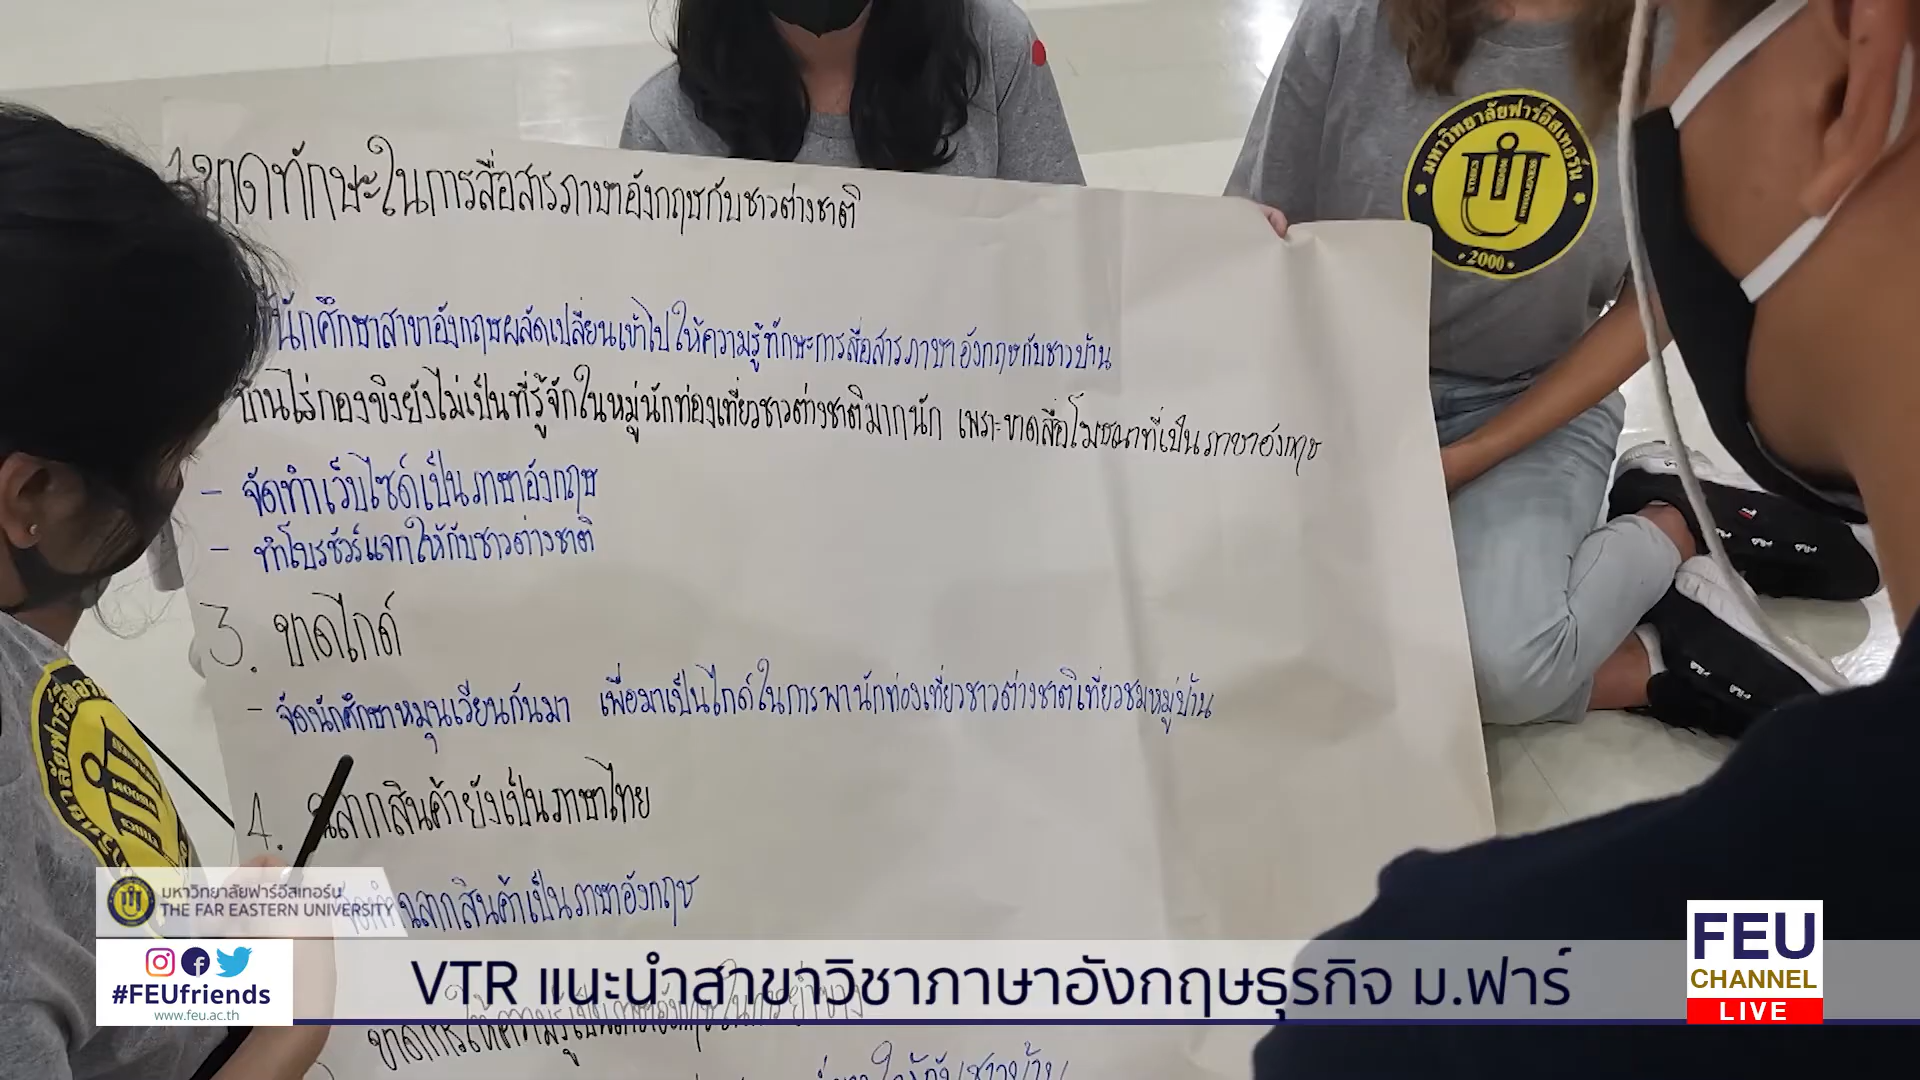 1.ขาดทักษะในการสื่อสารภาษาอังกฤษกับชาวต่างชาติ
นักศึกษาสาขาอังกฤษผลัดเปลี่ยนเข้าไปให้ความรู้ทักษะการสื่อสารภาษาอังกฤษกับชาวบ้าน
บ้านไร่กองขิงยังไม่เป็นที่รู้จักในหมู่นักท่องเที่ยวชาวต่างชาติมากนัก เพราะขาดสื่อโฆษณาที่เป็นภาษาอังกฤษ
- จัดทำเว็บไซด์เป็นภาษาอังกฤษ
- ทำโบรชัวร์แจกให้กับชาวต่างชาติ
3. ขาดไกด์
- จัดนักศึกษาหมุนเวียนกันมา เพื่อมาเป็นไกด์ในการพานักท่องเที่ยวชาวต่างชาติเที่ยวชมหมู่บ้าน
4. ฉลากสินค้ายังเป็นภาษาไทย
ฉลากสินค้าเป็นภาษาอังกฤษ
มหาวิทยาลัยฟาร์อีสเทอร์น
2000
มหาวิทยาลัยฟาร์อีสเทอร์น
THE FAR EASTERN UNIVERSITY
#FEUfriends
www.feu.ac.th
VTR แนะนำสาขาวิชาภาษาอังกฤษธุรกิจ ม.ฟาร์
FEU
CHANNEL
LIVE